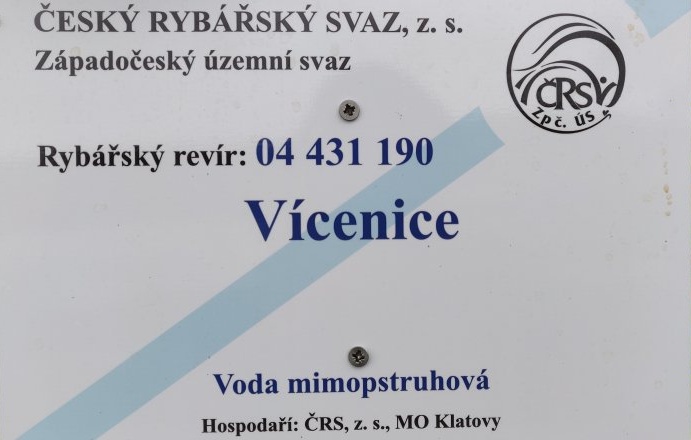 ČESKÝ RYBÁŘSKÝ SVAZ, z. s.
Západočeský územní svaz
ČRS
Zpč. ÚS
Rybářský revír: 04 431 190
Vícenice
Voda mimopstruhová
Hospodaří: ČRS, z. s., MO Klatovy